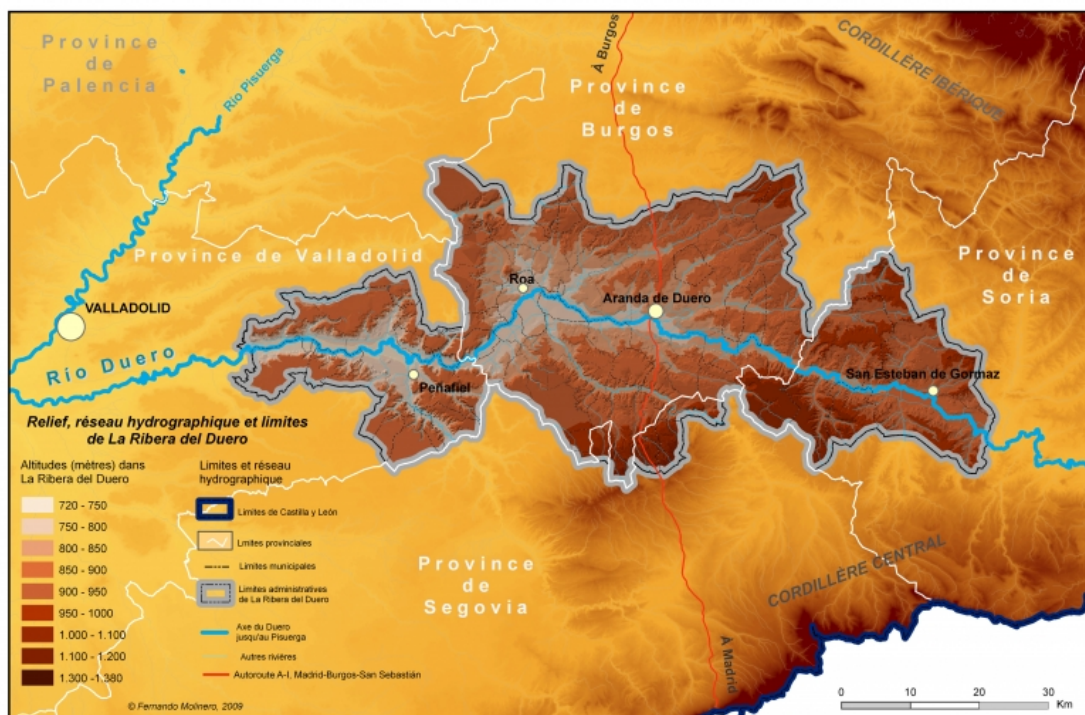 Province
de
Palencia
Río Pisuerga
À Burgos
Province
de
Burgos
CORDILLÈRE IBÉRIQUE
Province de Valladolid
Province
de
Soria
VALLADOLID
Roa
Aranda de Duero
Río Duero
Peñafiel
San Esteban de Gormaz
Province
de
Segovia
CORDILLÈRE CENTRAL
À Madrid
Relief, réseau hydrographique et limites
de La Ribera del Duero
Altitudes (mètres) dans
La Ribera del Duero
720 - 750
750 - 800
800 - 850
850 - 900
900 - 950
950 - 1000
1.000 - 1.100
1.100 - 1.200
1.300 - 1.380
Limites et réseau
hydrographique
Limites de Castilla y León
Lmites provinciales
Limites municipales
Limites administratives
de La Ribera del Duero
Axe du Duero
jusqu'au Pisuerga
Autres rivières
Autoroute A-I, Madrid-Burgos-San Sebastián
© Fernando Molinero, 2009
0 10 20 30
Km